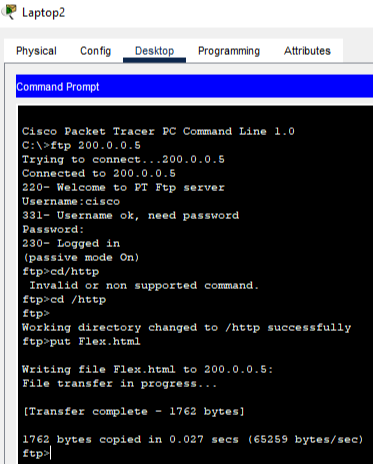 Laptop2
Physical Config Desktop Programming Attributes
Command Prompt
Cisco Packet Tracer PC Command Line 1.0
C:\>ftp 200.0.0.5
Trying to connect...200.0.0.5
Connected to 200.0.0.5
220- Welcome to PT Ftp server
Username:cisco
331- Username ok, need password
Password:
230- Logged in
(passive mode On)
ftp>cd/http
Invalid or non supported command.
ftp>cd /http
ftp>
Working directory changed to /http successfully
ftp>put Flex.html
Writing file Flex.html to 200.0.0.5:
File transfer in progress...
[Transfer complete - 1762 bytes]
1762 bytes copied in 0.027 secs (65259 bytes/sec)
ftp>